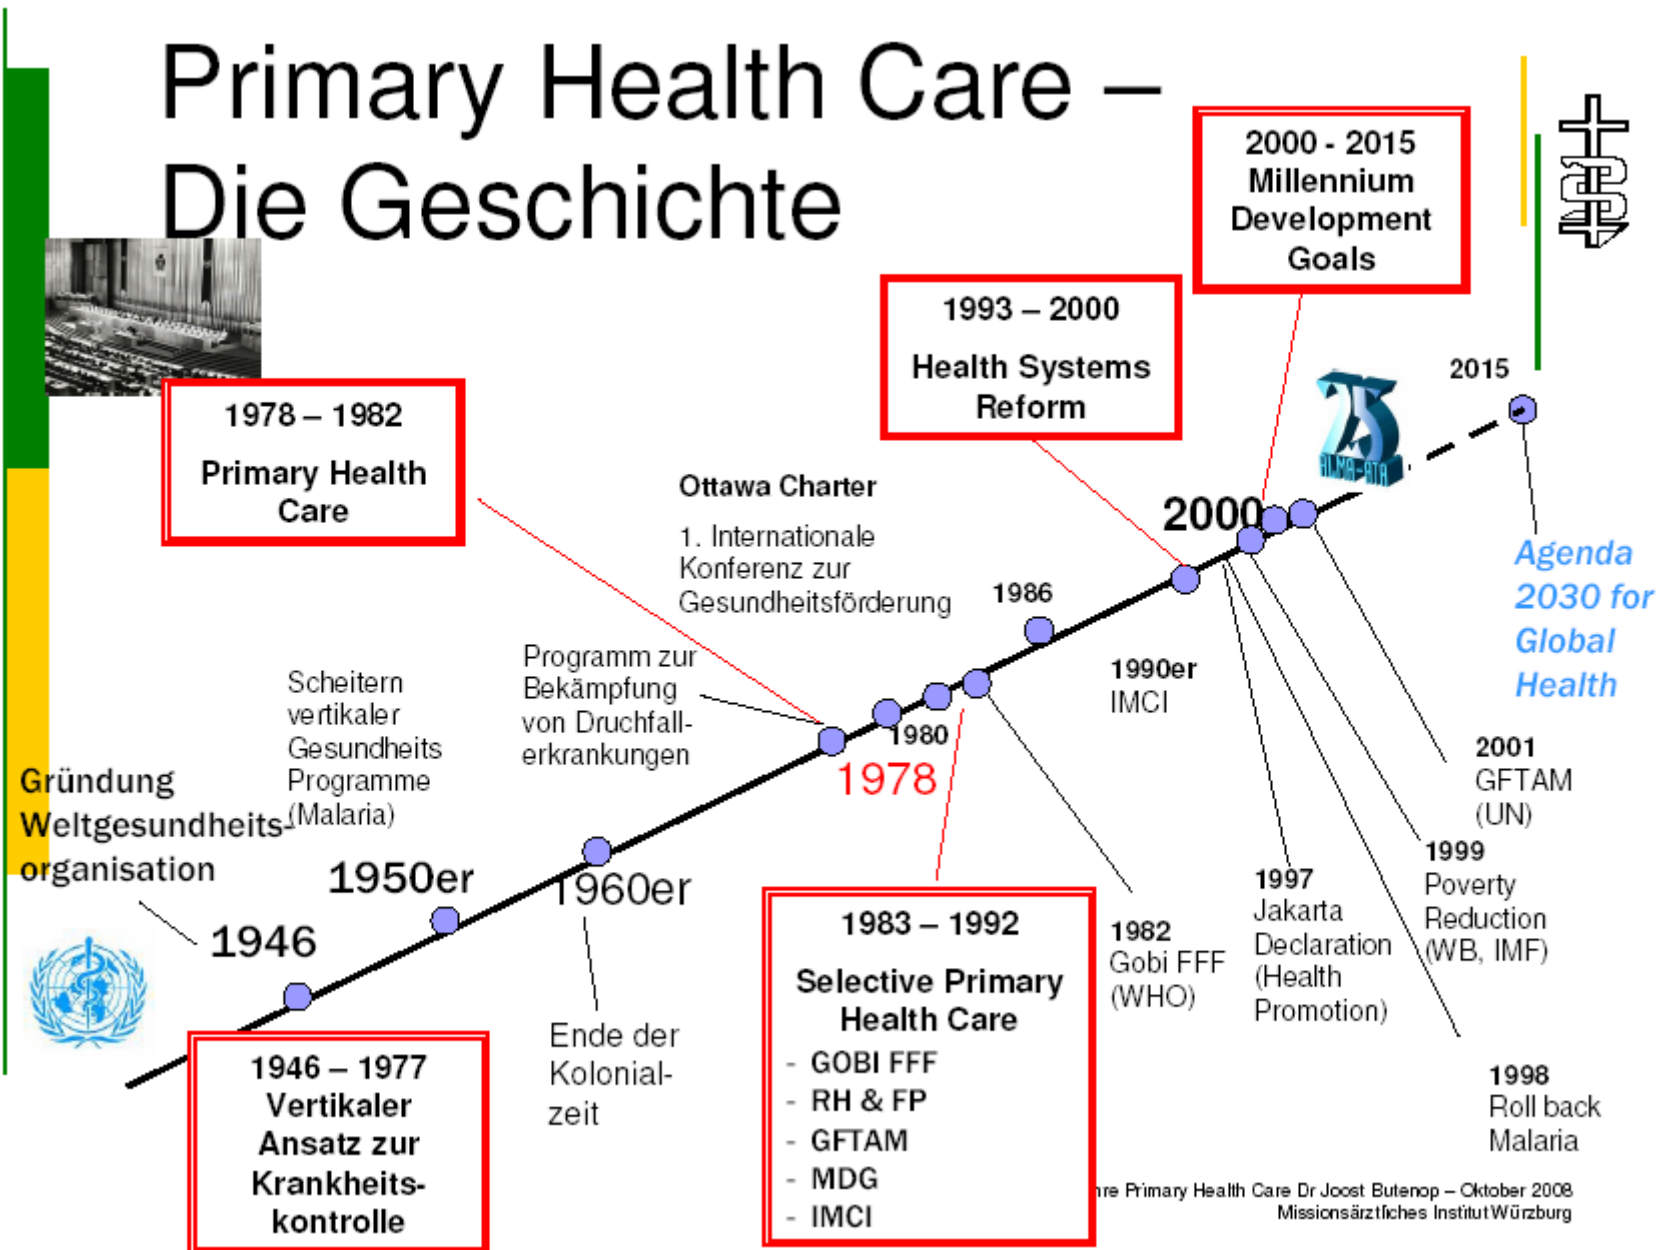 Primary Health Care –
Die Geschichte
2000 - 2015
Millennium
Development
Goals
1993 – 2000
Health Systems
Reform
2015
ALMA-ATA
1978 – 1982
Primary Health
Care
Ottawa Charter
1. Internationale
Konferenz zur
Gesundheitsförderung
2000
Agenda
2030 for
Global
Health
1986
Programm zur
Bekämpfung
von Druchfall-
erkrankungen
Scheitern
vertikaler
Gesundheits
Programme
(Malaria)
1990er
IMCI
1980
1978
2001
GFTAM
(UN)
Gründung
Weltgesundheits-
organisation
1950er
1960er
1946
1999
Poverty
Reduction
(WB, IMF)
1997
Jakarta
Declaration
(Health
Promotion)
1982
Gobi FFF
(WHO)
1983 – 1992
Selective Primary
Health Care
- GOBI FFF
- RH & FP
- GFTAM
- MDG
- IMCI
Ende der
Kolonial-
zeit
1946 – 1977
Vertikaler
Ansatz zur
Krankheits-
kontrolle
1998
Roll back
Malaria
Primary Health Care Dr Joost Butenop – Oktober 2008
Missionsärztliches Institut Würzburg